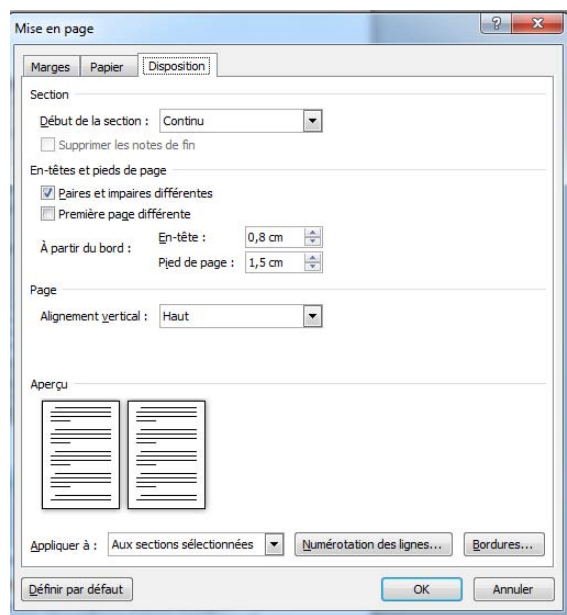 Mise en page
Marges Papier Disposition
Section
Début de la section : Continu
Supprimer les notes de fin
En-têtes et pieds de page
Paires et impaires différentes
Première page différente
À partir du bord :
En-tête : 0,8 cm
Pied de page : 1,5 cm
Page
Alignement vertical : Haut
Aperçu
Appliquer à : Aux sections sélectionnées Numérotation des lignes... Bordures...
Définir par défaut OK Annuler